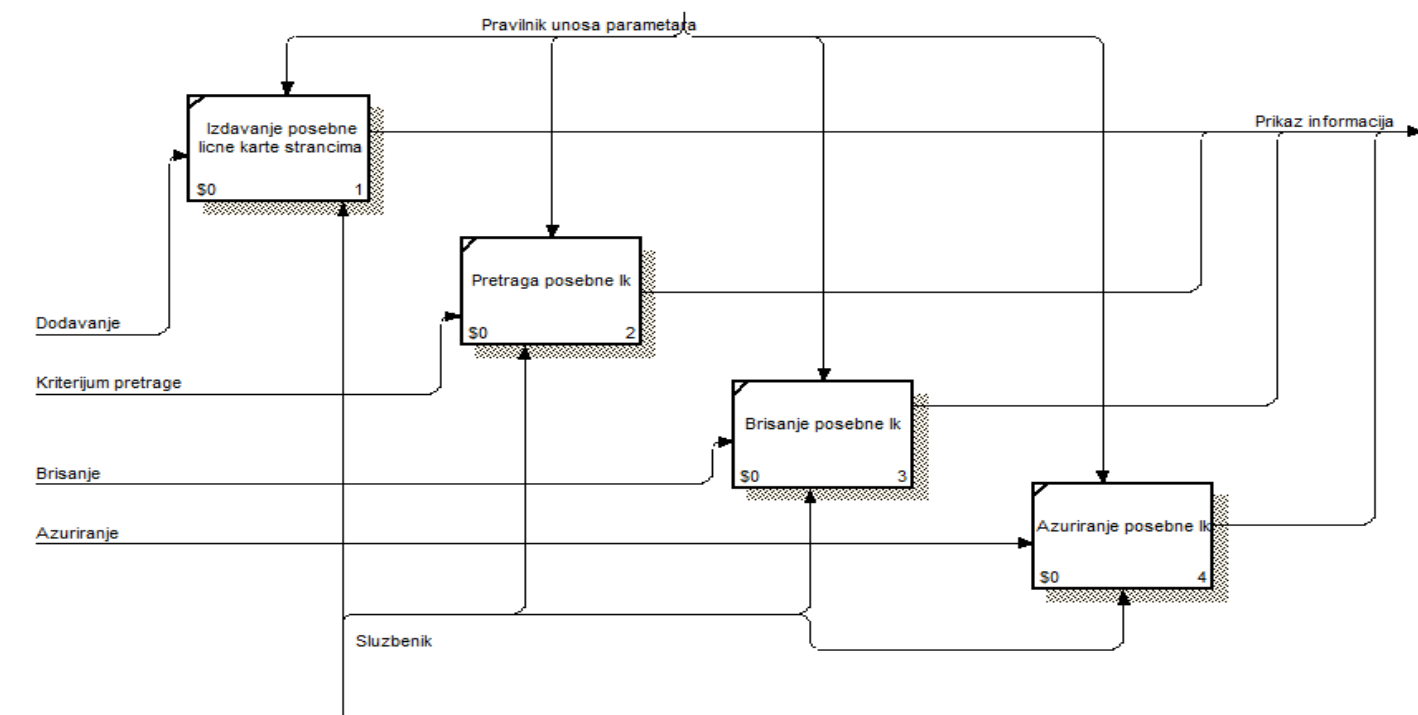 Pravilnik unosa parametara
Prikaz informacija
Izdavanje posebne
licne karte strancima
$0 1
Pretraga posebne lk
$0 2
Dodavanje
Kriterijum pretrage
Brisanje posebne lk
$0 3
Brisanje
Azuriranje
Azuriranje posebne lk
$0 4
Sluzbenik